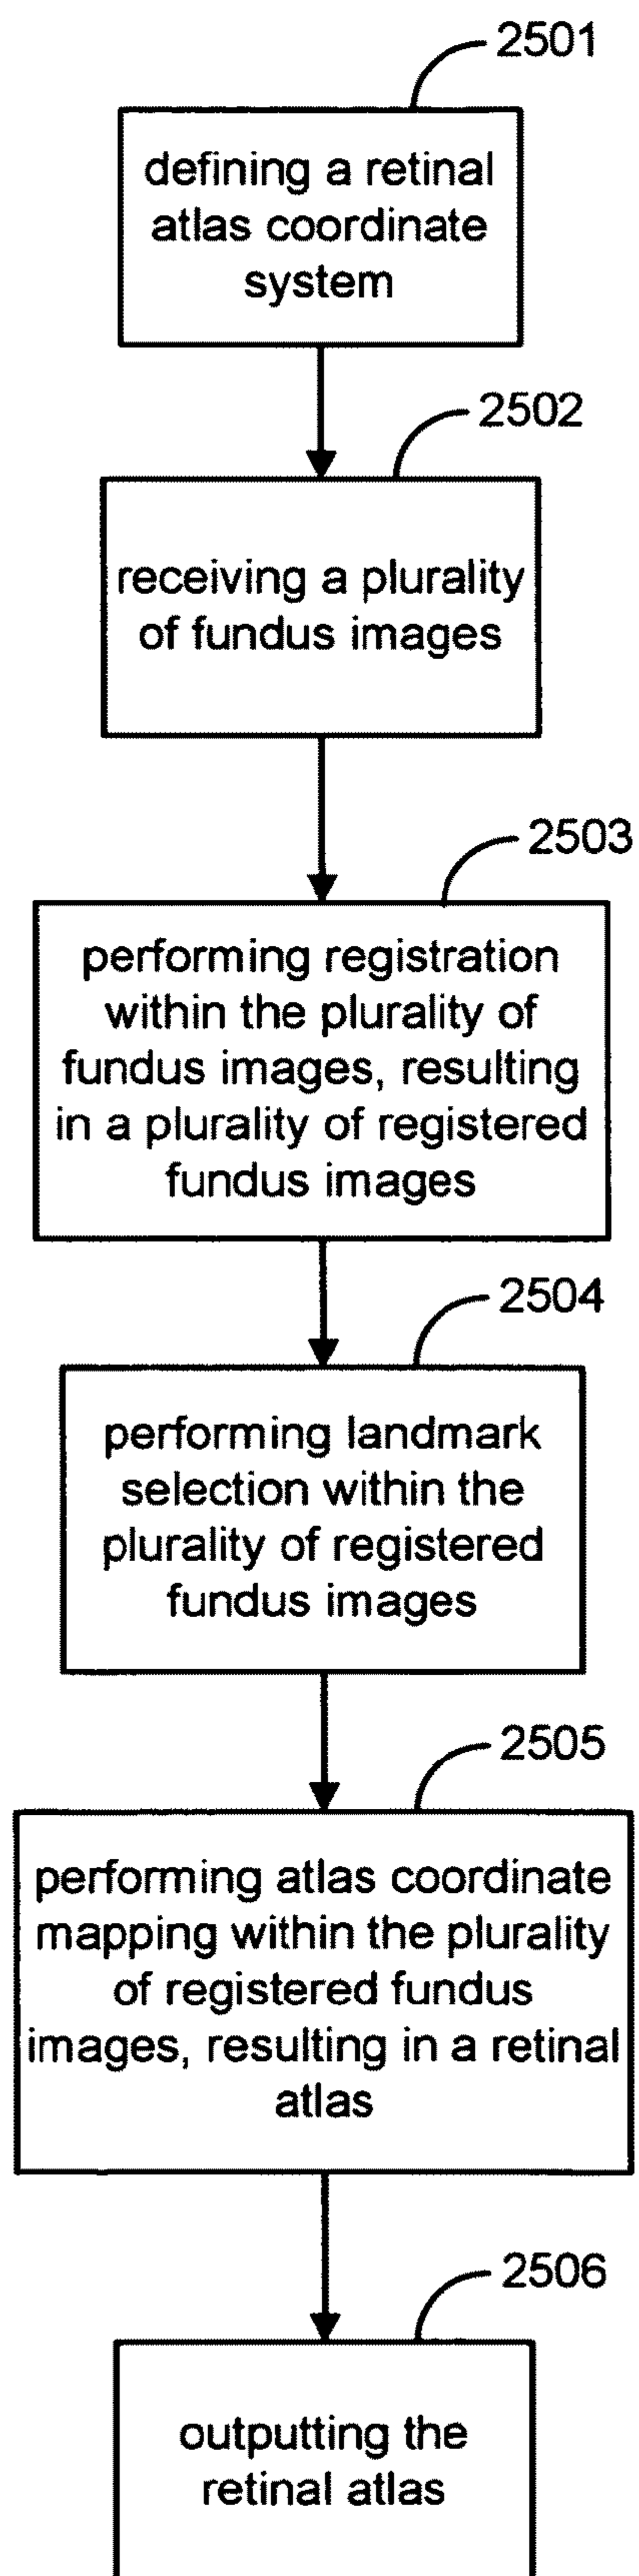 2501
defining a retinal
atlas coordinate
system
2502
receiving a plurality
of fundus images
2503
performing registration
within the plurality of
fundus images, resulting
in a plurality of registered
fundus images
2504
performing landmark
selection within the
plurality of registered
fundus images
2505
performing atlas coordinate
mapping within the plurality
of registered fundus
images, resulting in a retinal
atlas
2506
outputting the
retinal atlas